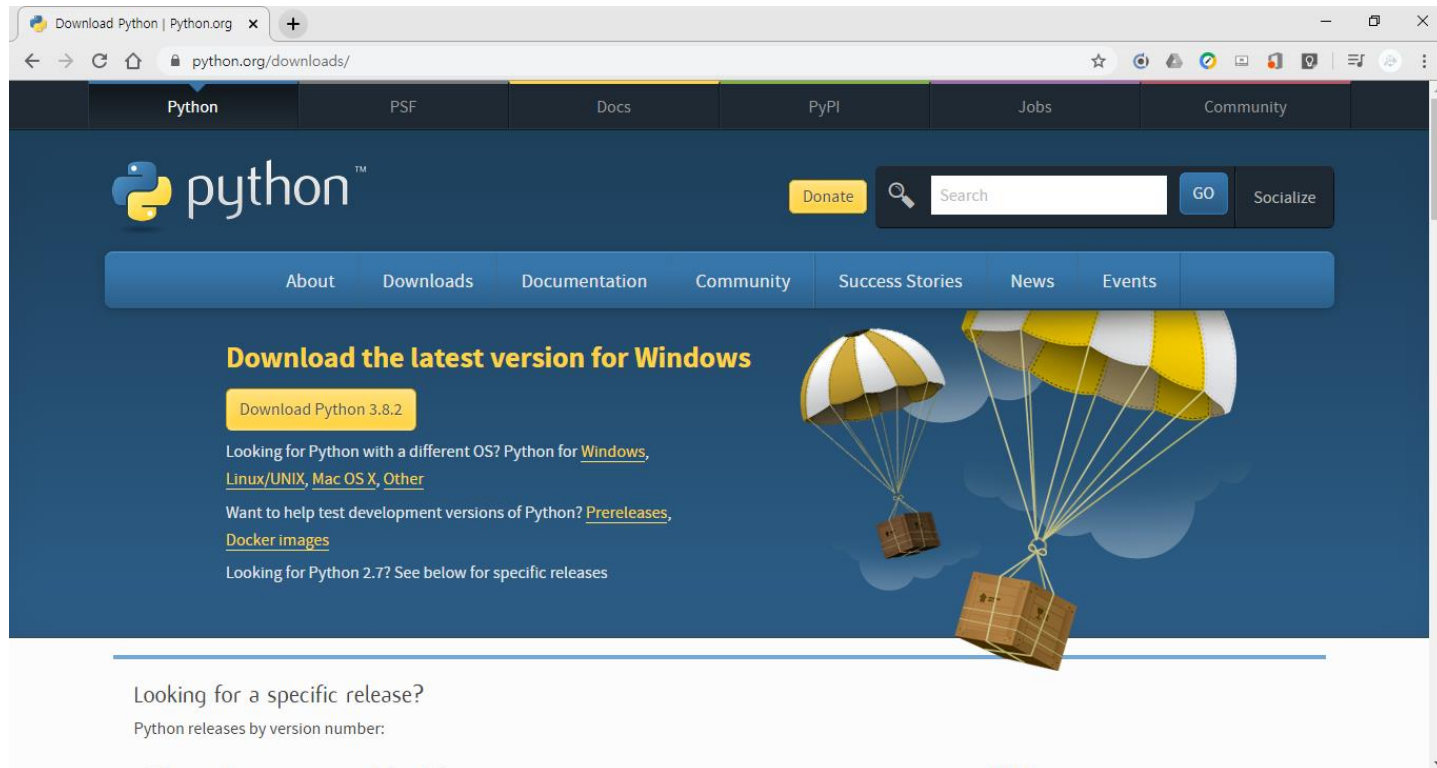 Download Python | Python.org
python.org/downloads/
Python PSF Docs PyPI Jobs Community
python™
Donate Search GO Socialize
About Downloads Documentation Community Success Stories News Events
Download the latest version for Windows
Download Python 3.8.2
Looking for Python with a different OS? Python for Windows,
Linux/UNIX, Mac OS X, Other
Want to help test development versions of Python? Prereleases,
Docker images
Looking for Python 2.7? See below for specific releases
Looking for a specific release?
Python releases by version number: